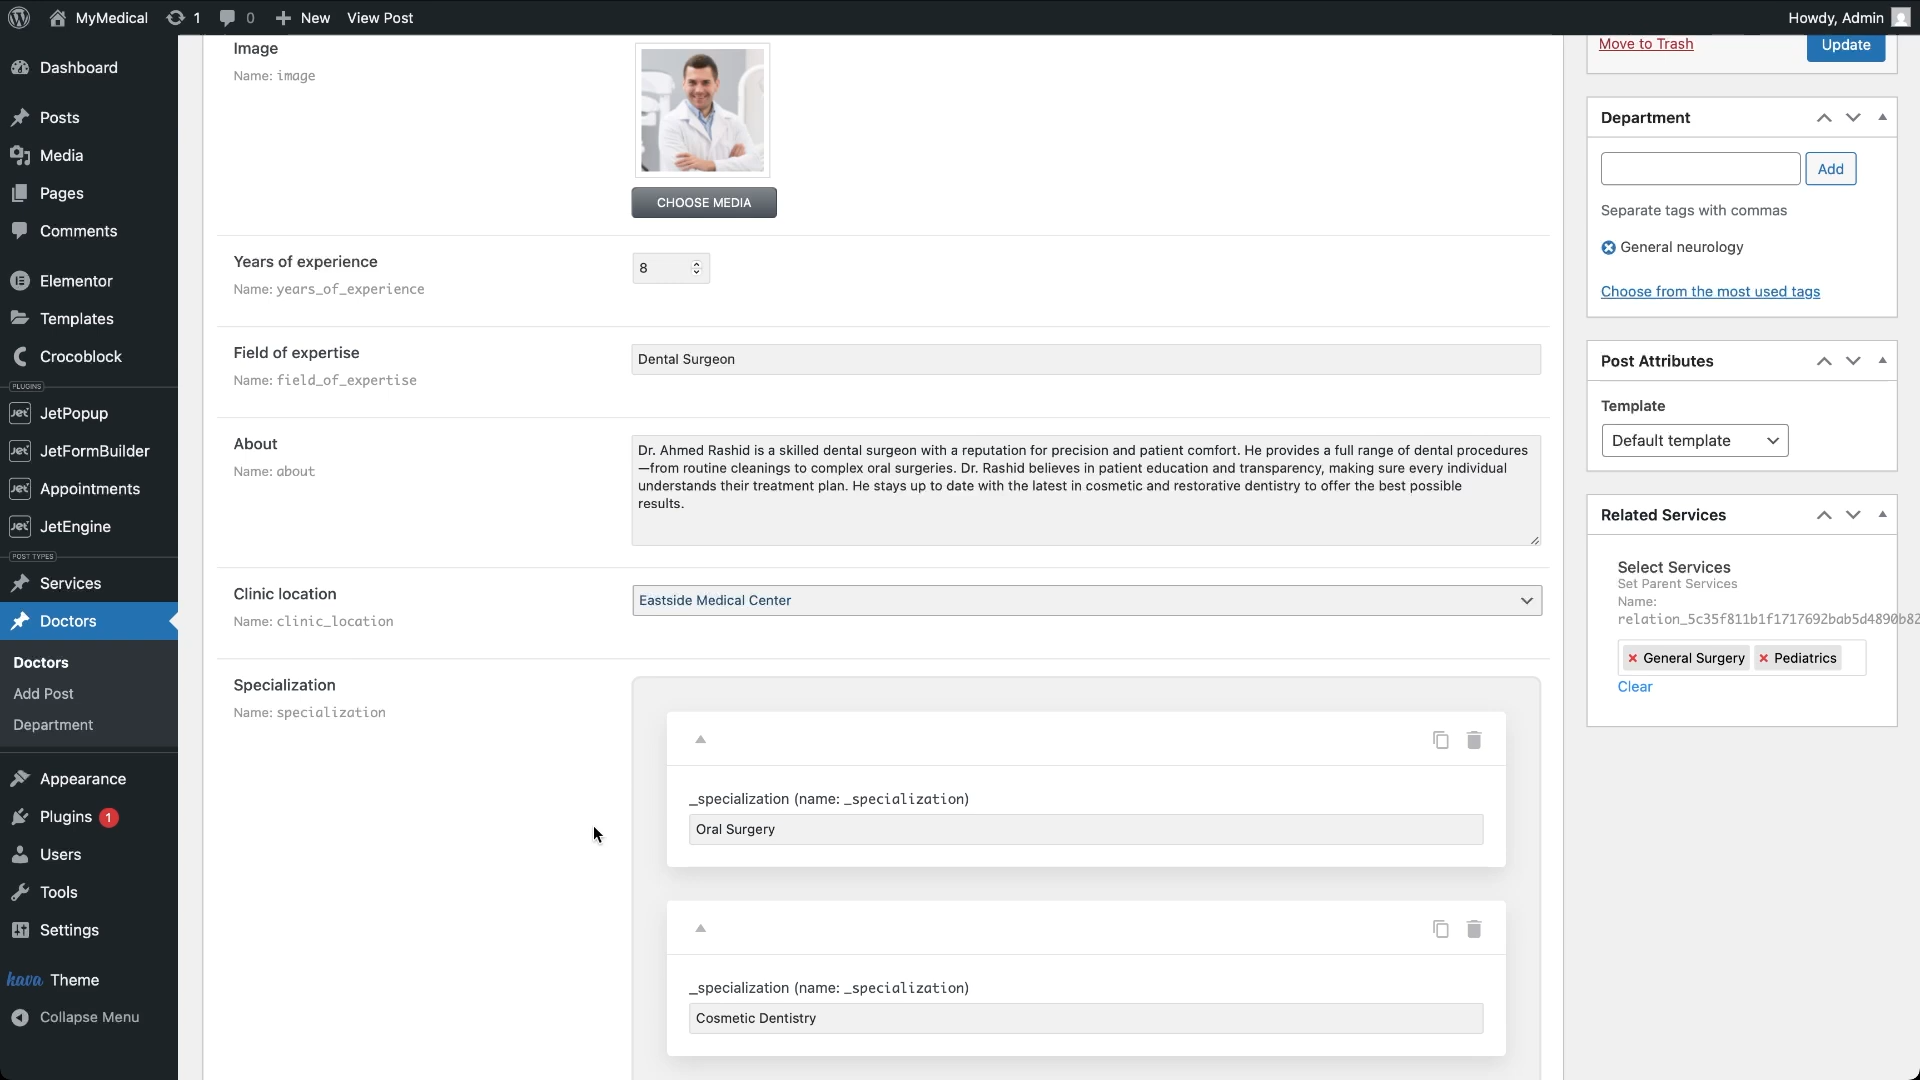 MyMedical
1
0
New
View Post
Howdy, Admin
Dashboard
Posts
Media
Pages
Comments
Elementor
Templates
Crocoblock
PLUGINS
Jet JetPopup
Jet JetFormBuilder
Jet Appointments
Jet JetEngine
POST TYPES
Services
Doctors
Doctors
Add Post
Department
Appearance
Plugins 1
Users
Tools
Settings
kava Theme
Collapse Menu
Image
Name: image
CHOOSE MEDIA
Years of experience
Name: years_of_experience
8
Field of expertise
Name: field_of_expertise
Dental Surgeon
About
Name: about
Dr. Ahmed Rashid is a skilled dental surgeon with a reputation for precision and patient comfort. He provides a full range of dental procedures
—from routine cleanings to complex oral surgeries. Dr. Rashid believes in patient education and transparency, making sure every individual
understands their treatment plan. He stays up to date with the latest in cosmetic and restorative dentistry to offer the best possible
results.
Clinic location
Name: clinic_location
Eastside Medical Center
Specialization
Name: specialization
_specialization (name: _specialization)
Oral Surgery
_specialization (name: _specialization)
Cosmetic Dentistry
Move to Trash
Update
Department
Add
Separate tags with commas
General neurology
Choose from the most used tags
Post Attributes
Template
Default template
Related Services
Select Services
Set Parent Services
Name:
relation_5c35f811b1f1717692bab5d4890b82
× General Surgery × Pediatrics
Clear